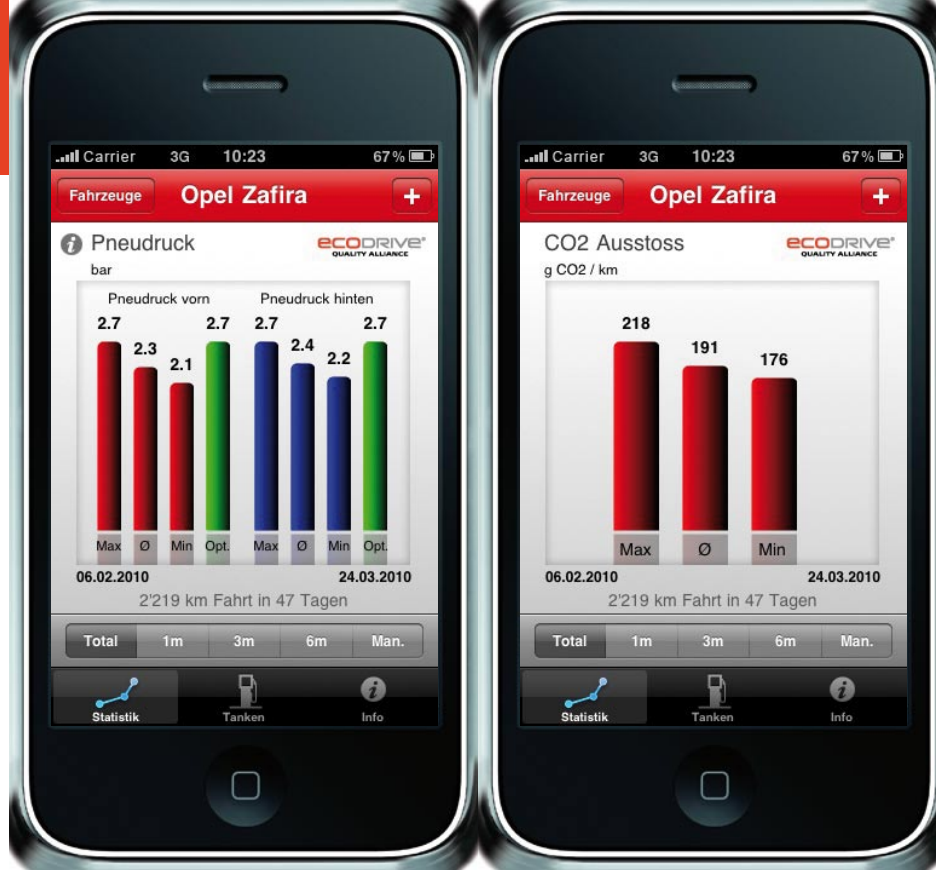 Carrier 3G 10:23 67%
Fahrzeuge Opel Zafira +
Pneudruck
ECODRIVE®
QUALITY ALLIANCE
bar
Pneudruck vorn Pneudruck hinten
2.7 2.3 2.1 2.7 2.7 2.4 2.2 2.7
Max Ø Min Opt. Max Ø Min Opt.
06.02.2010 24.03.2010
2'219 km Fahrt in 47 Tagen
Total 1m 3m 6m Man.
Statistik Tanken Info
Carrier 3G 10:23 67%
Fahrzeuge Opel Zafira +
CO2 Ausstoss
ECODRIVE®
QUALITY ALLIANCE
g CO2 / km
218 191 176
Max Ø Min
06.02.2010 24.03.2010
2'219 km Fahrt in 47 Tagen
Total 1m 3m 6m Man.
Statistik Tanken Info